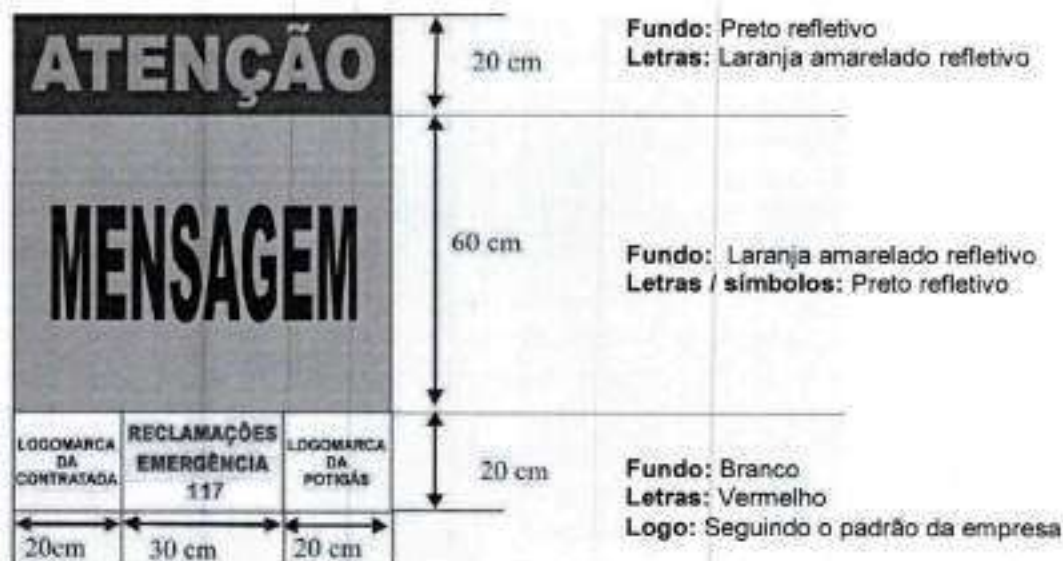 ATENÇÃO
20 cm
Fundo: Preto refletivo
Letras: Laranja amarelado refletivo
MENSAGEM
60 cm
Fundo: Laranja amarelado refletivo
Letras / símbolos: Preto refletivo
LOGOMARCA
DA
CONTRATADA
RECLAMAÇÕES
EMERGÊNCIA
117
LOGOMARCA
DA
POTIGÁS
20 cm
Fundo: Branco
Letras: Vermelho
Logo: Seguindo o padrão da empresa
20cm
30 cm
20 cm